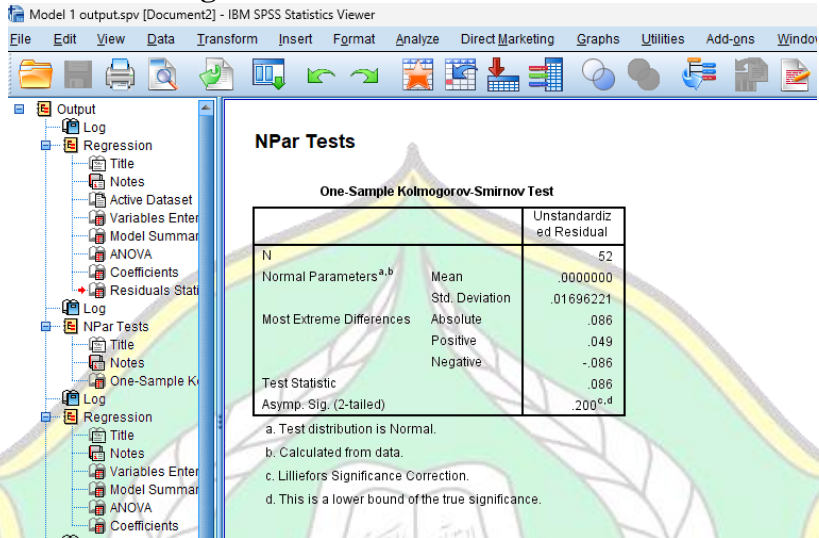 Model 1 output.spv [Document2] - IBM SPSS Statistics Viewer
File Edit View Data Transform Insert Format Analyze Direct Marketing Graphs Utilities Add-ons Window
Output
Log
Regression
Title
Notes
Active Dataset
Variables Enter
Model Summar
ANOVA
Coefficients
Residuals Stati
Log
NPar Tests
Title
Notes
One-Sample K
Log
Regression
Title
Notes
Variables Enter
Model Summar
ANOVA
Coefficients
NPar Tests
One-Sample Kolmogorov-Smirnov Test
Unstandardiz
ed Residual
N 52
Normal Parameters a,b Mean .0000000
Std. Deviation .01696221
Most Extreme Differences Absolute .086
Positive .049
Negative -.086
Test Statistic .086
Asymp. Sig. (2-tailed) .200 c,d
a. Test distribution is Normal.
b. Calculated from data.
c. Lilliefors Significance Correction.
d. This is a lower bound of the true significance.